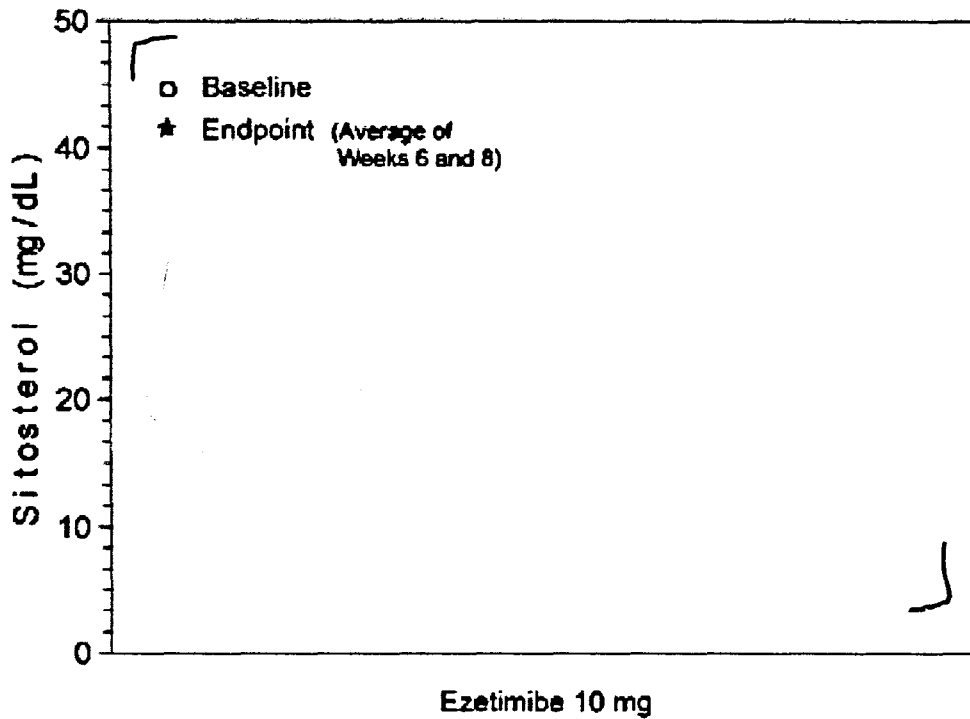 50
Baseline
Endpoint (Average of
Weeks 6 and 8)
40
30
20
10
0
Sitosterol (mg/dL)
Ezetimibe 10 mg